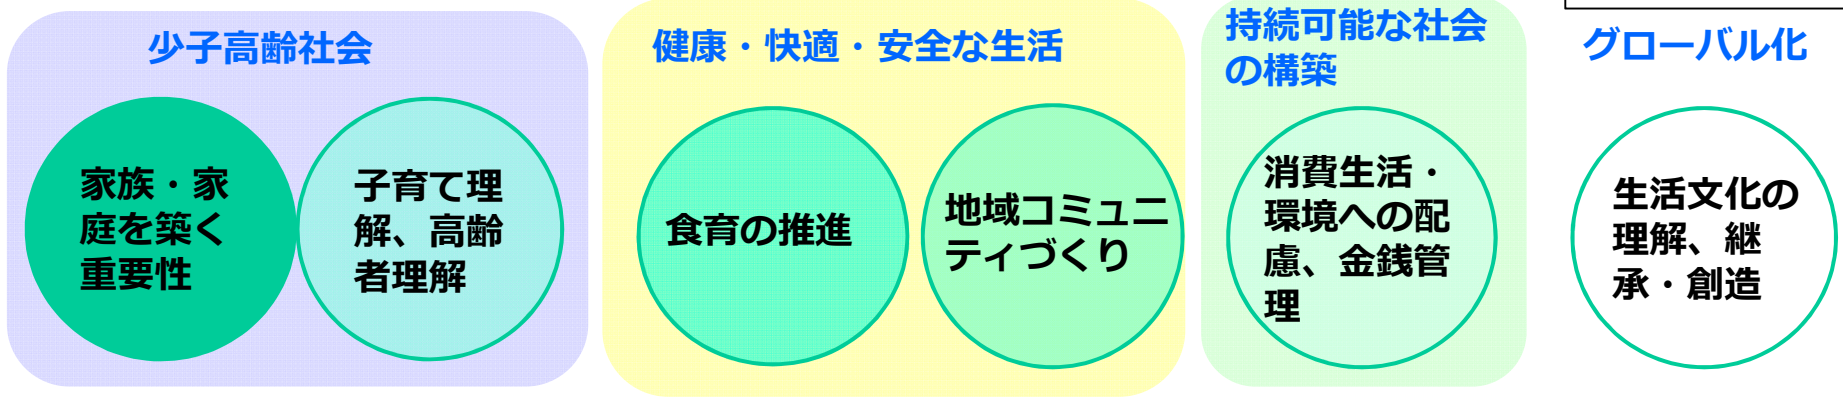 少子高齢社会
家族・家
庭を築く
重要性
子育て理
解、高齢
者理解
健康・快適・安全な生活
食育の推進
地域コミュニ
ティづくり
持続可能な社会
の構築
消費生活・
環境への配
慮、金銭管
理
グローバル化
生活文化の
理解、継
承・創造